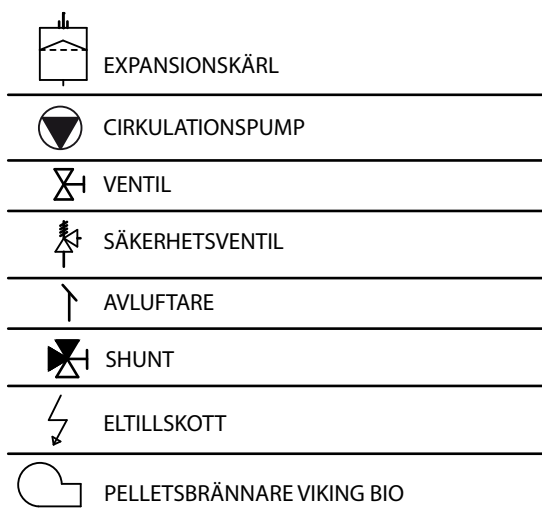 EXPANSIONSKÄRL
CIRKULATIONSPUMP
VENTIL
SÄKERHETSVENTIL
AVLUFTARE
SHUNT
ELTILLSKOTT
PELLETSBRÄNNARE VIKING BIO